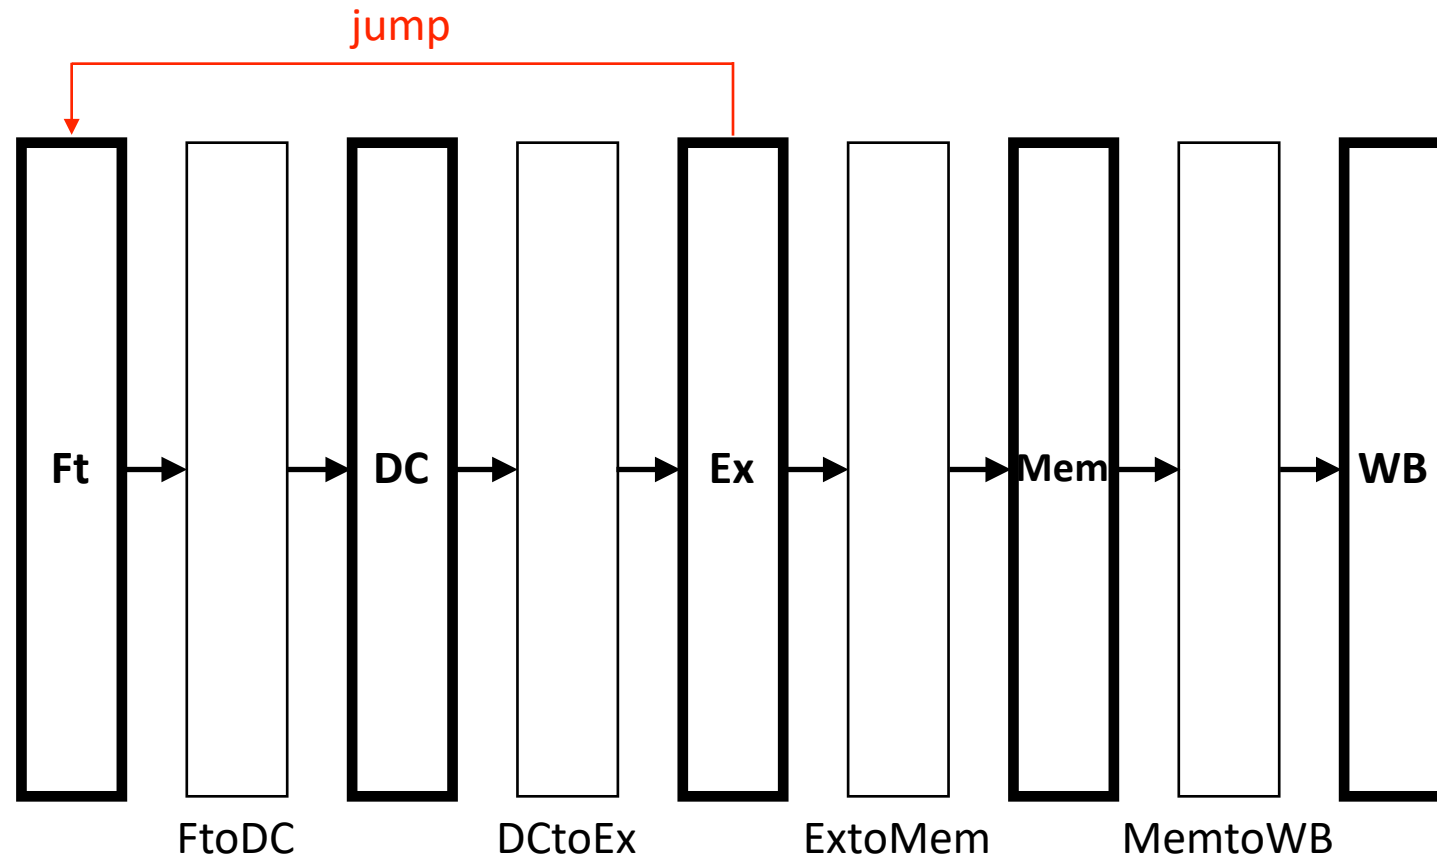 jump
Ft
DC
Ex
Mem
WB
FtoDC
DCtoEx
ExtoMem
MemtoWB